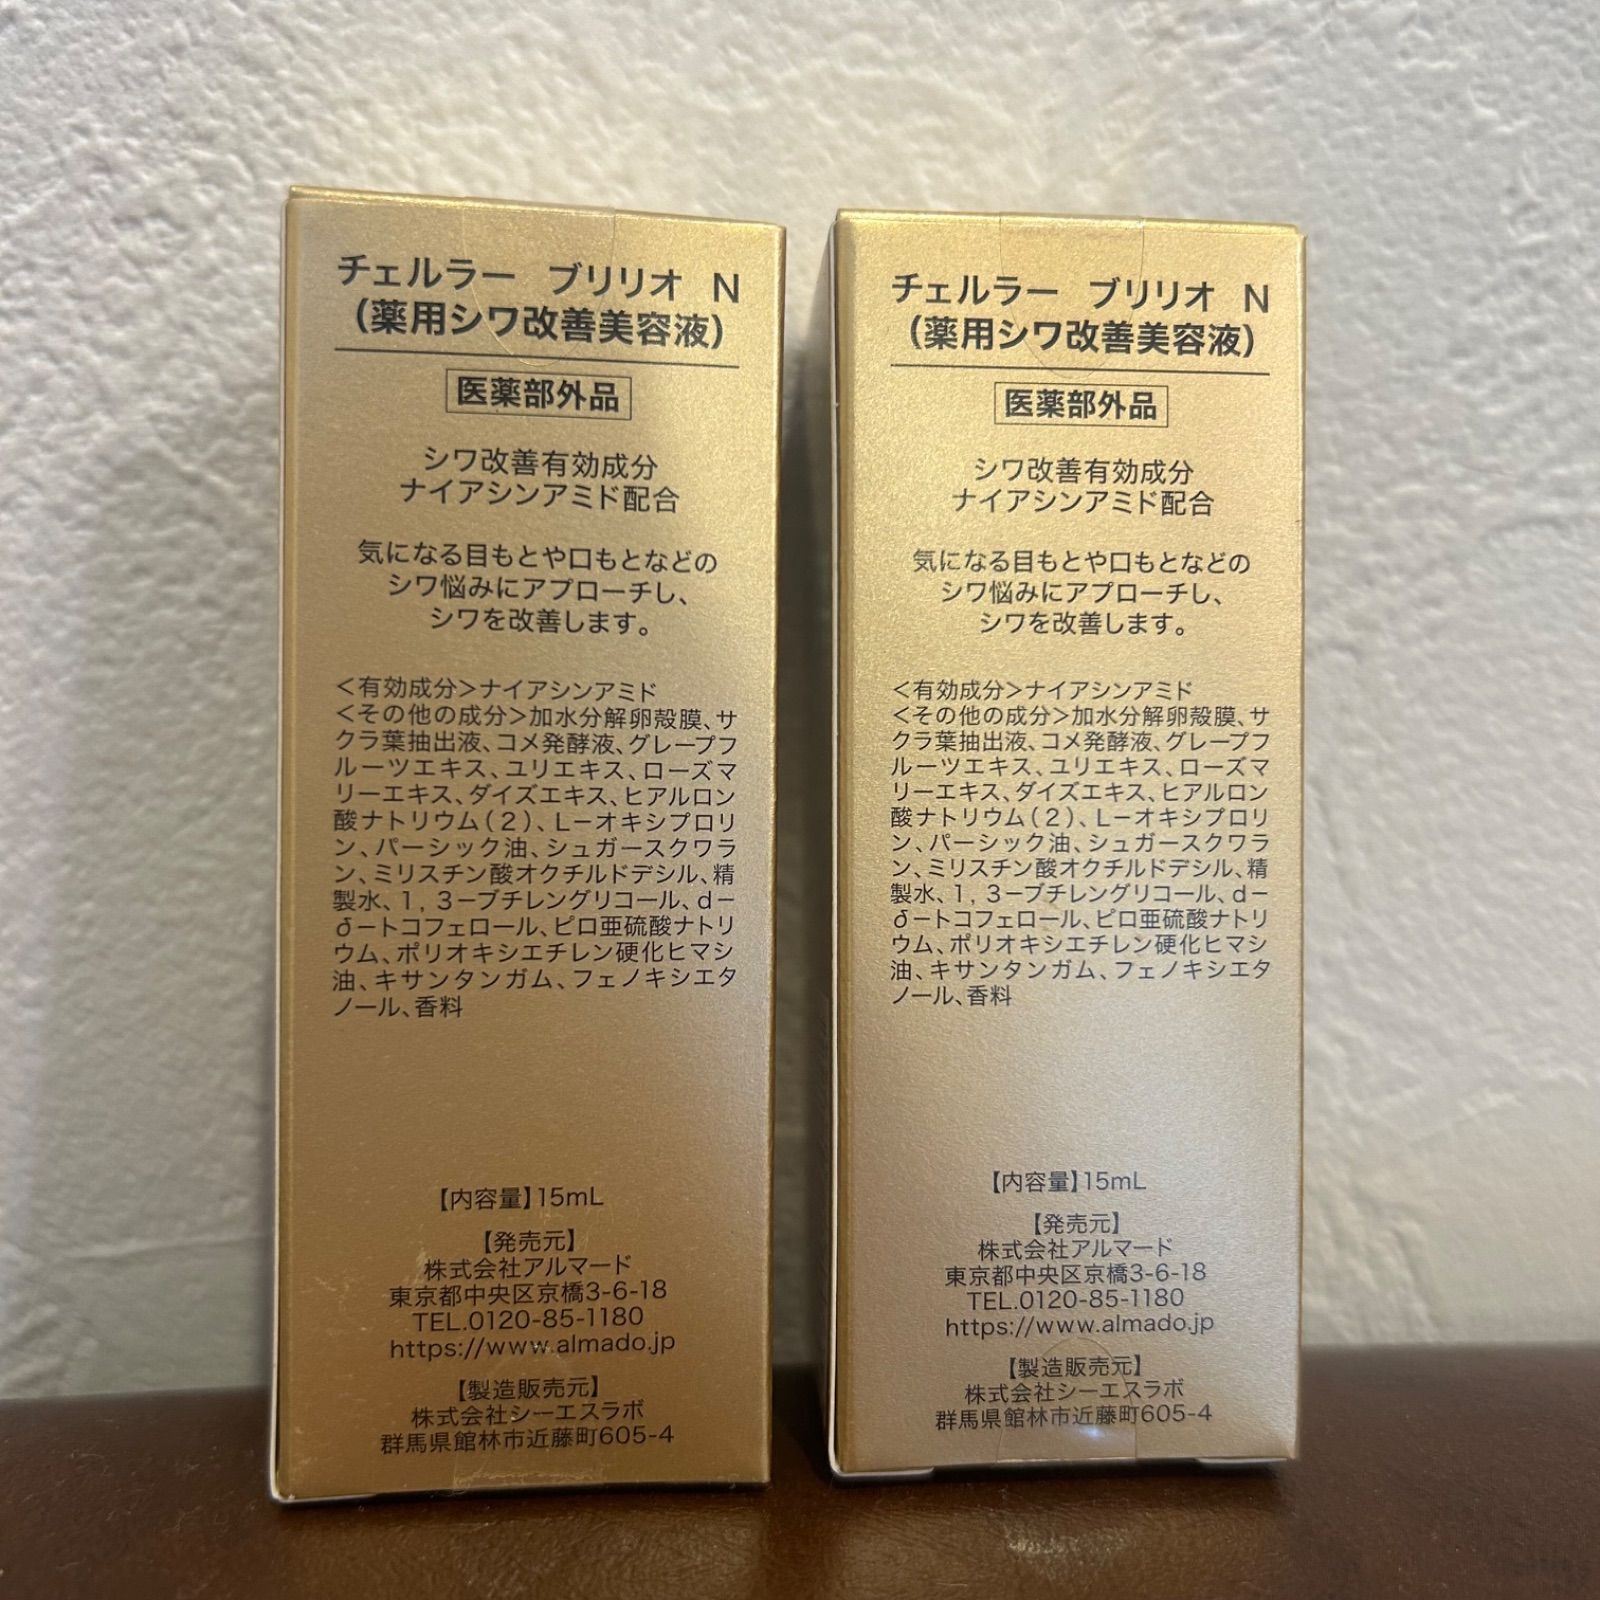 チェルラー ブリリオ N
(薬用シワ改善美容液)
医薬部外品
シワ改善有効成分
ナイアシンアミド配合
気になる目もとや口もとなどの
シワ悩みにアプローチし、
シワを改善します。
<有効成分>ナイアシンアミド
<その他の成分>加水分解卵殻膜、サ
クラ葉抽出液、コメ発酵液、グレープフ
ルーツエキス、ユリエキス、ローズマ
リーエキス、ダイズエキス、ヒアルロン
酸ナトリウム(2)、L-オキシプロリ
ン、パーシック油、シュガースクワラ
ン、ミリスチン酸オクチルドデシル、精
製水、1,3-ブチレングリコール、d-
δ-トコフェロール、ピロ亜硫酸ナトリ
ウム、ポリオキシエチレン硬化ヒマシ
油、キサンタンガム、フェノキシエタ
ノール、香料
【内容量】15mL
【発売元】
株式会社アルマード
東京都中央区京橋3-6-18
TEL.0120-85-1180
https://www.almado.jp
【製造販売元】
株式会社シーエスラボ
群馬県館林市近藤町605-4
チェルラー ブリリオ N
(薬用シワ改善美容液)
医薬部外品
シワ改善有効成分
ナイアシンアミド配合
気になる目もとや口もとなどの
シワ悩みにアプローチし、
シワを改善します。
<有効成分>ナイアシンアミド
<その他の成分>加水分解卵殻膜、サ
クラ葉抽出液、コメ発酵液、グレープフ
ルーツエキス、ユリエキス、ローズマ
リーエキス、ダイズエキス、ヒアルロン
酸ナトリウム(2)、L-オキシプロリ
ン、パーシック油、シュガースクワラ
ン、ミリスチン酸オクチルドデシル、精
製水、1,3-ブチレングリコール、d-
δ-トコフェロール、ピロ亜硫酸ナトリ
ウム、ポリオキシエチレン硬化ヒマシ
油、キサンタンガム、フェノキシエタ
ノール、香料
【内容量】15mL
【発売元】
株式会社アルマード
東京都中央区京橋3-6-18
TEL.0120-85-1180
https://www.almado.jp
【製造販売元】
株式会社シーエスラボ
群馬県館林市近藤町605-4